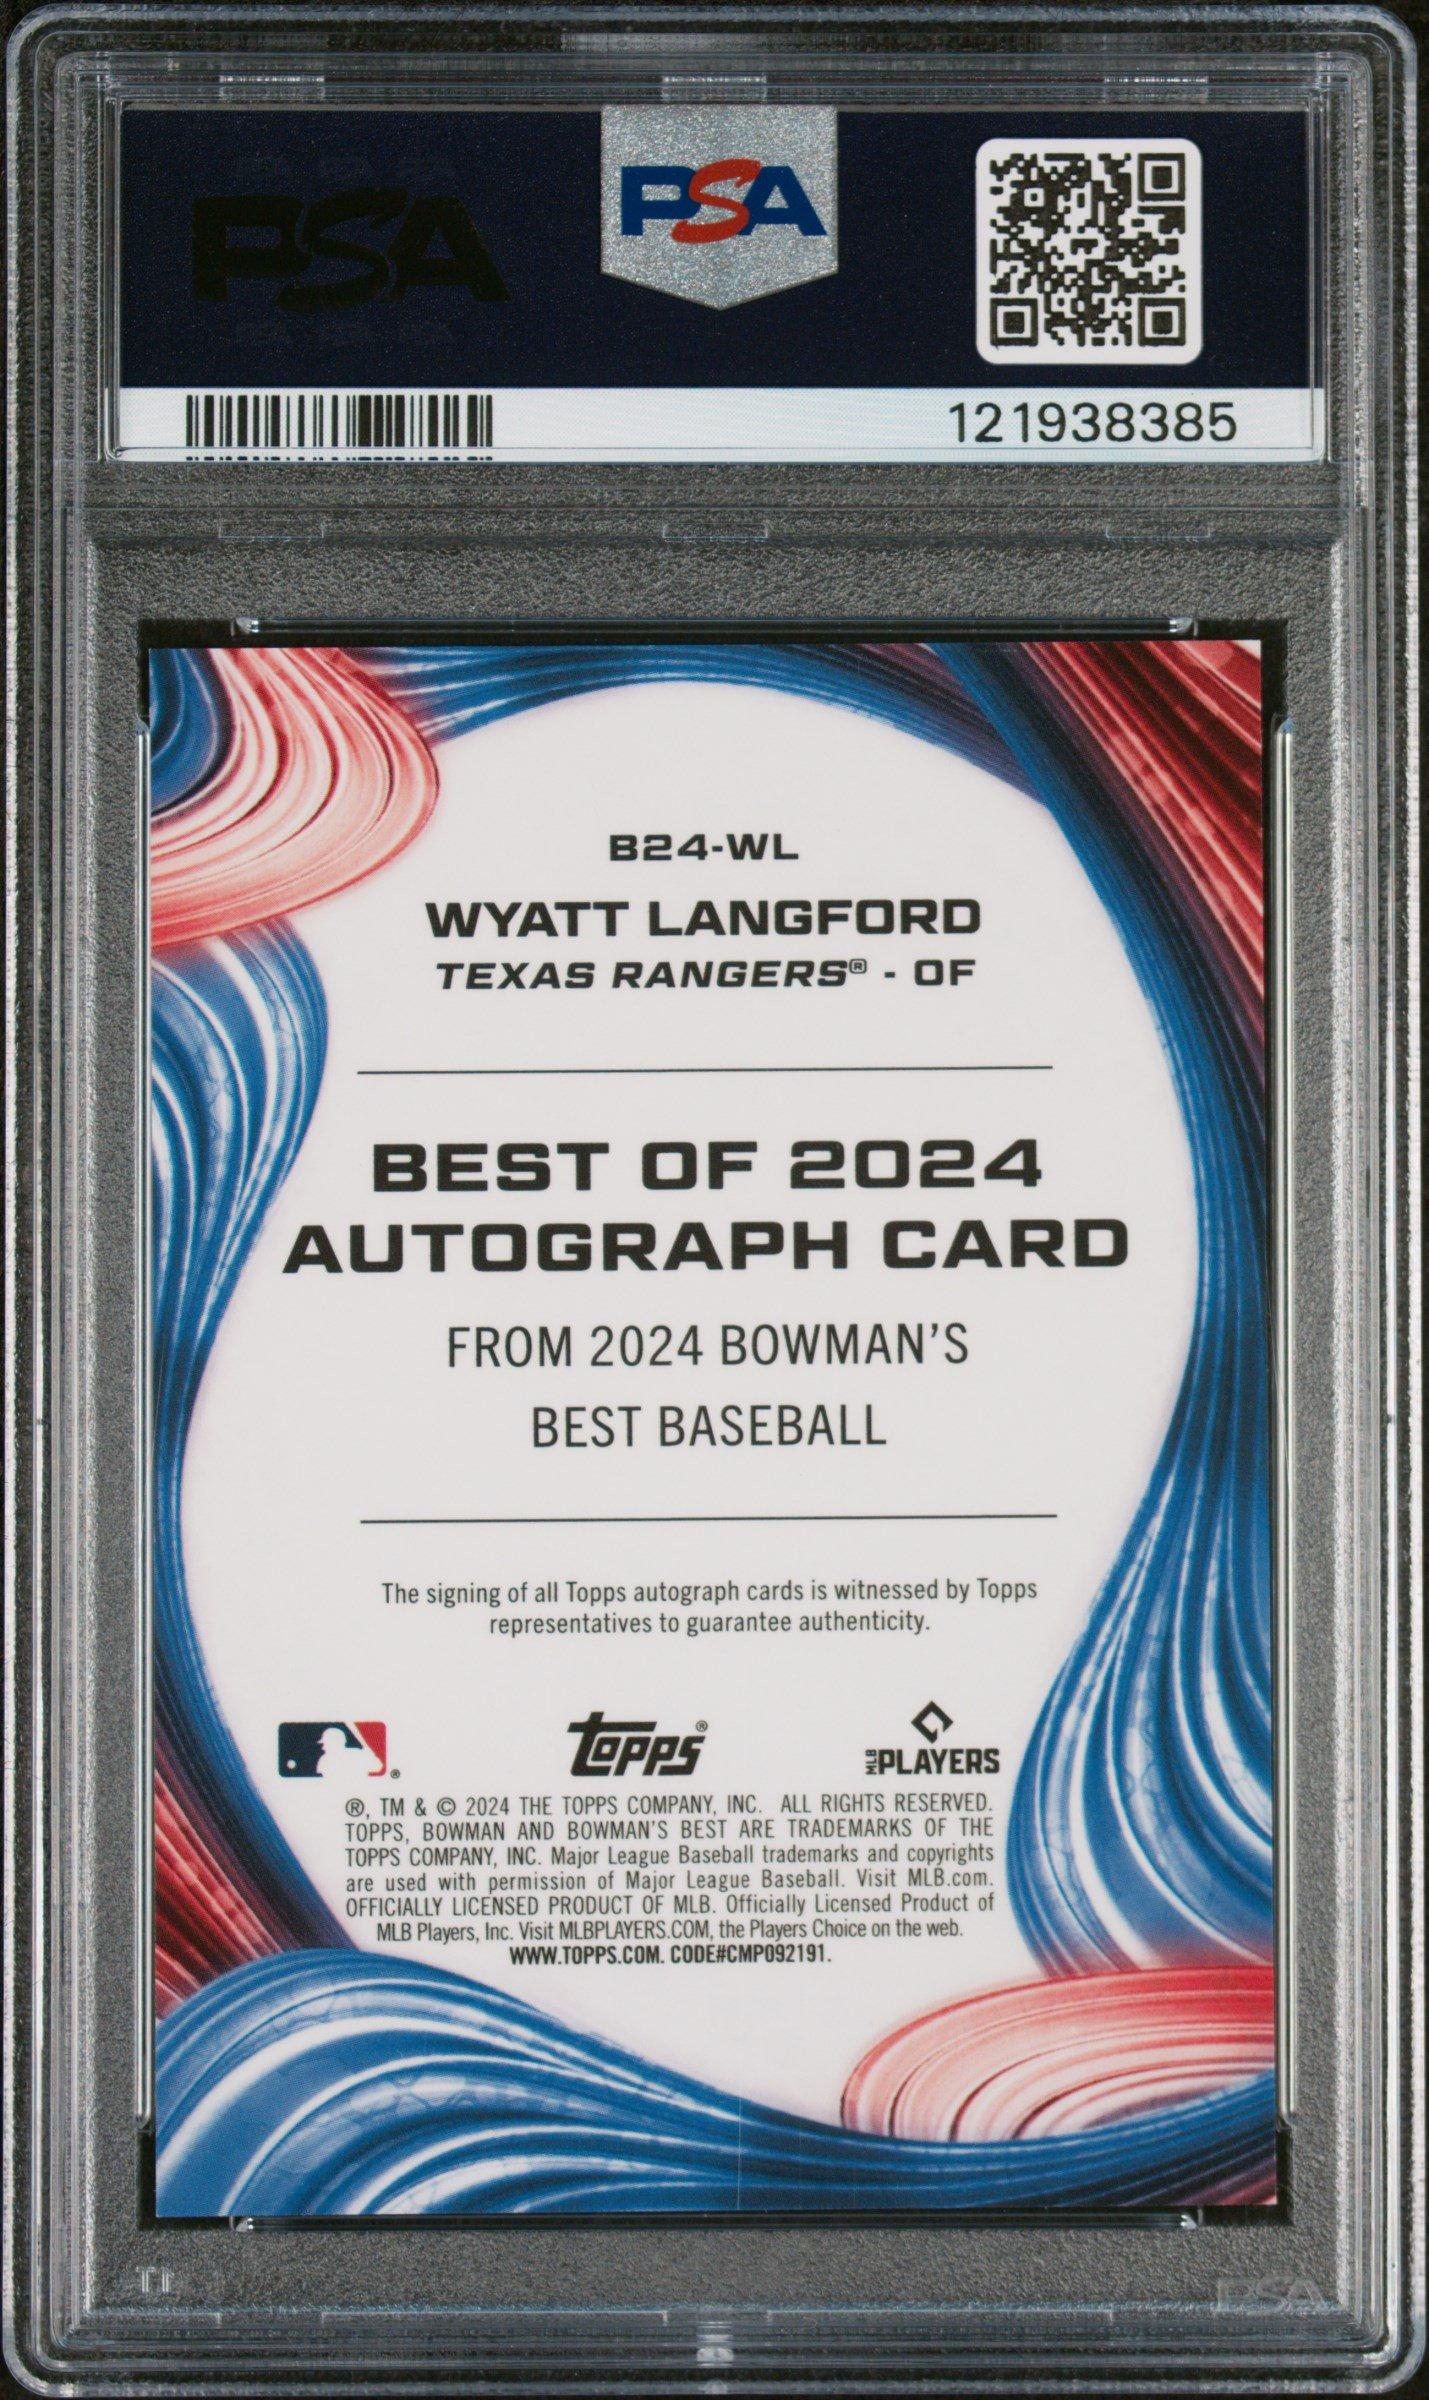 PSA
PSA
121938385
B24-WL
WYATT LANGFORD
TEXAS RANGERS® - OF
BEST OF 2024
AUTOGRAPH CARD
FROM 2024 BOWMAN'S
BEST BASEBALL
The signing of all Topps autograph cards is witnessed by Topps
representatives to guarantee authenticity.
® Topps® MLB PLAYERS
®, TM & © 2024 THE TOPPS COMPANY, INC. ALL RIGHTS RESERVED.
TOPPS, BOWMAN AND BOWMAN'S BEST ARE TRADEMARKS OF THE
TOPPS COMPANY, INC. Major League Baseball trademarks and copyrights
are used with permission of Major League Baseball. Visit MLB.com.
OFFICIALLY LICENSED PRODUCT OF MLB. Officially Licensed Product of
MLB Players, Inc. Visit MLBPLAYERS.COM, the Players Choice on the web.
WWW.TOPPS.COM. CODE#CMP092191.
PSA